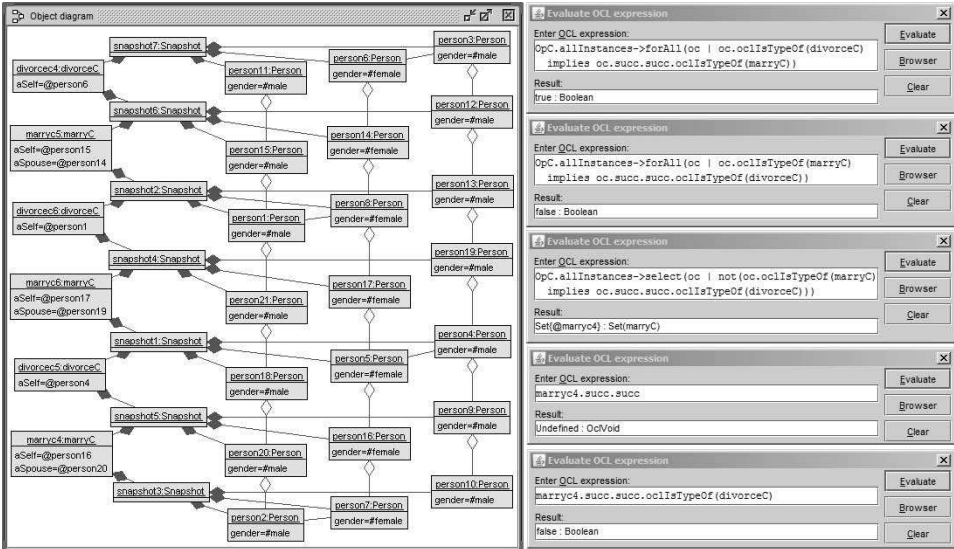 Object diagram
snapshot7:Snapshot
person3:Person
gender=#male
divorcec4:divorceC
aSelf=@person6
person11:Person
gender=#male
person6:Person
gender=#female
snapshot6:Snapshot
person12:Person
gender=#male
marryc5:marryC
aSelf=@person15
aSpouse=@person14
person15:Person
gender=#male
person14:Person
gender=#female
snapshot2:Snapshot
person13:Person
gender=#male
divorcec6:divorceC
aSelf=@person1
person1:Person
gender=#male
person8:Person
gender=#female
snapshot4:Snapshot
person19:Person
gender=#male
marryc6:marryC
aSelf=@person17
aSpouse=@person19
person21:Person
gender=#male
person17:Person
gender=#female
snapshot1:Snapshot
person4:Person
gender=#male
divorcec5:divorceC
aSelf=@person4
person18:Person
gender=#male
person5:Person
gender=#female
snapshot5:Snapshot
person9:Person
gender=#male
marryc4:marryC
aSelf=@person16
aSpouse=@person20
person20:Person
gender=#male
person16:Person
gender=#female
snapshot3:Snapshot
person10:Person
gender=#male
person2:Person
gender=#male
person7:Person
gender=#female
Evaluate OCL expression
Enter OCL expression:
OpC.allInstances->forAll(oc | oc.oclIsTypeOf(divorceC)
implies oc.succ.succ.oclIsTypeOf(marryC))
Result:
true : Boolean
Evaluate
Browser
Clear
Evaluate OCL expression
Enter OCL expression:
OpC.allInstances->forAll(oc | oc.oclIsTypeOf(marryC)
implies oc.succ.succ.oclIsTypeOf(divorceC))
Result:
false : Boolean
Evaluate
Browser
Clear
Evaluate OCL expression
Enter OCL expression:
OpC.allInstances->select(oc | not(oc.oclIsTypeOf(marryC)
implies oc.succ.succ.oclIsTypeOf(divorceC)))
Result:
Set{@marryc4} : Set(marryC)
Evaluate
Browser
Clear
Evaluate OCL expression
Enter OCL expression:
marryc4.succ.succ
Result:
Undefined : OclVoid
Evaluate
Browser
Clear
Evaluate OCL expression
Enter OCL expression:
marryc4.succ.succ.oclIsTypeOf(divorceC)
Result:
false : Boolean
Evaluate
Browser
Clear